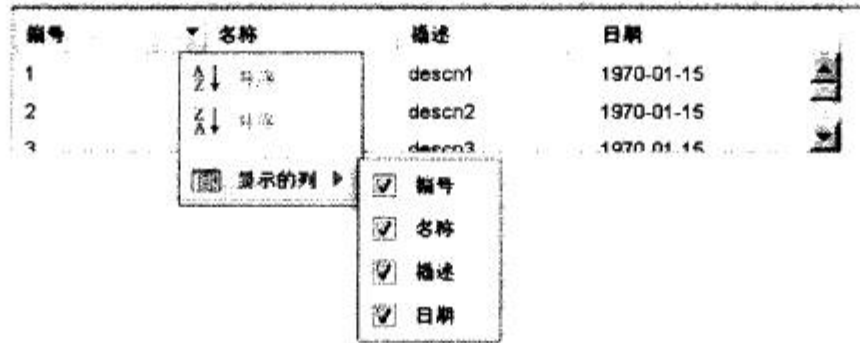 编号 名称 描述 日期
1 descn1 1970-01-15
2 descn2 1970-01-15
3 descn3 1970-01-15
显示的列
编号
名称
描述
日期